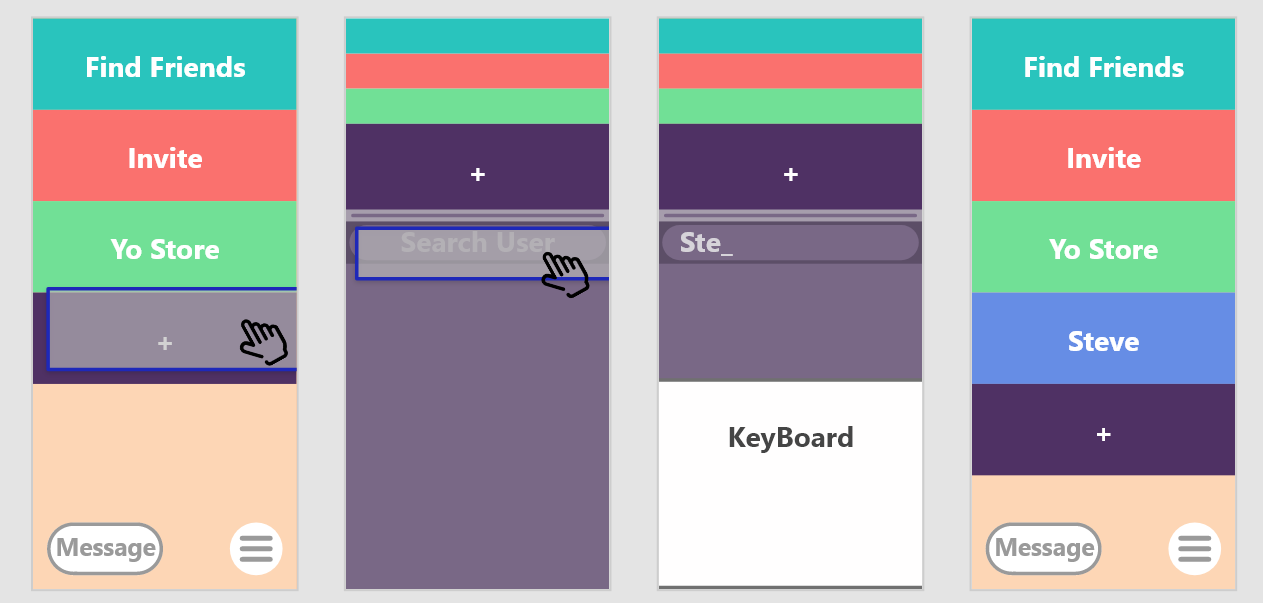 Find Friends
Invite
Yo Store
+
Message
+
Search User
+
Ste_
KeyBoard
Find Friends
Invite
Yo Store
Steve
+
Message